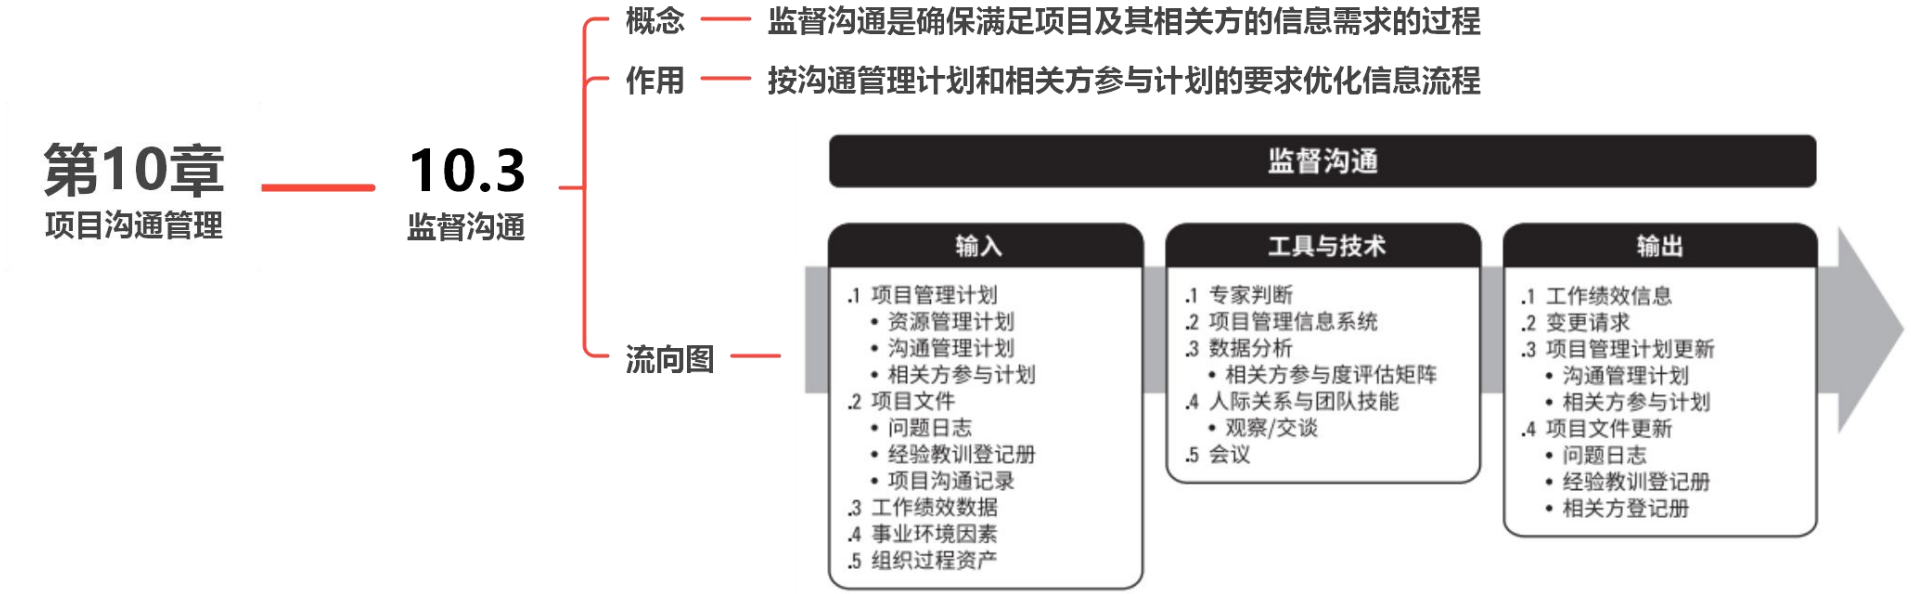 第10章
项目沟通管理
10.3
监督沟通
概念
监督沟通是确保满足项目及其相关方的信息需求的过程
作用
按沟通管理计划和相关方参与计划的要求优化信息流程
流向图
监督沟通
输入
.1 项目管理计划
• 资源管理计划
• 沟通管理计划
• 相关方参与计划
.2 项目文件
• 问题日志
• 经验教训登记册
• 项目沟通记录
.3 工作绩效数据
.4 事业环境因素
.5 组织过程资产
工具与技术
.1 专家判断
.2 项目管理信息系统
.3 数据分析
• 相关方参与度评估矩阵
.4 人际关系与团队技能
• 观察/交谈
.5 会议
输出
.1 工作绩效信息
.2 变更请求
.3 项目管理计划更新
• 沟通管理计划
• 相关方参与计划
.4 项目文件更新
• 问题日志
• 经验教训登记册
• 相关方登记册